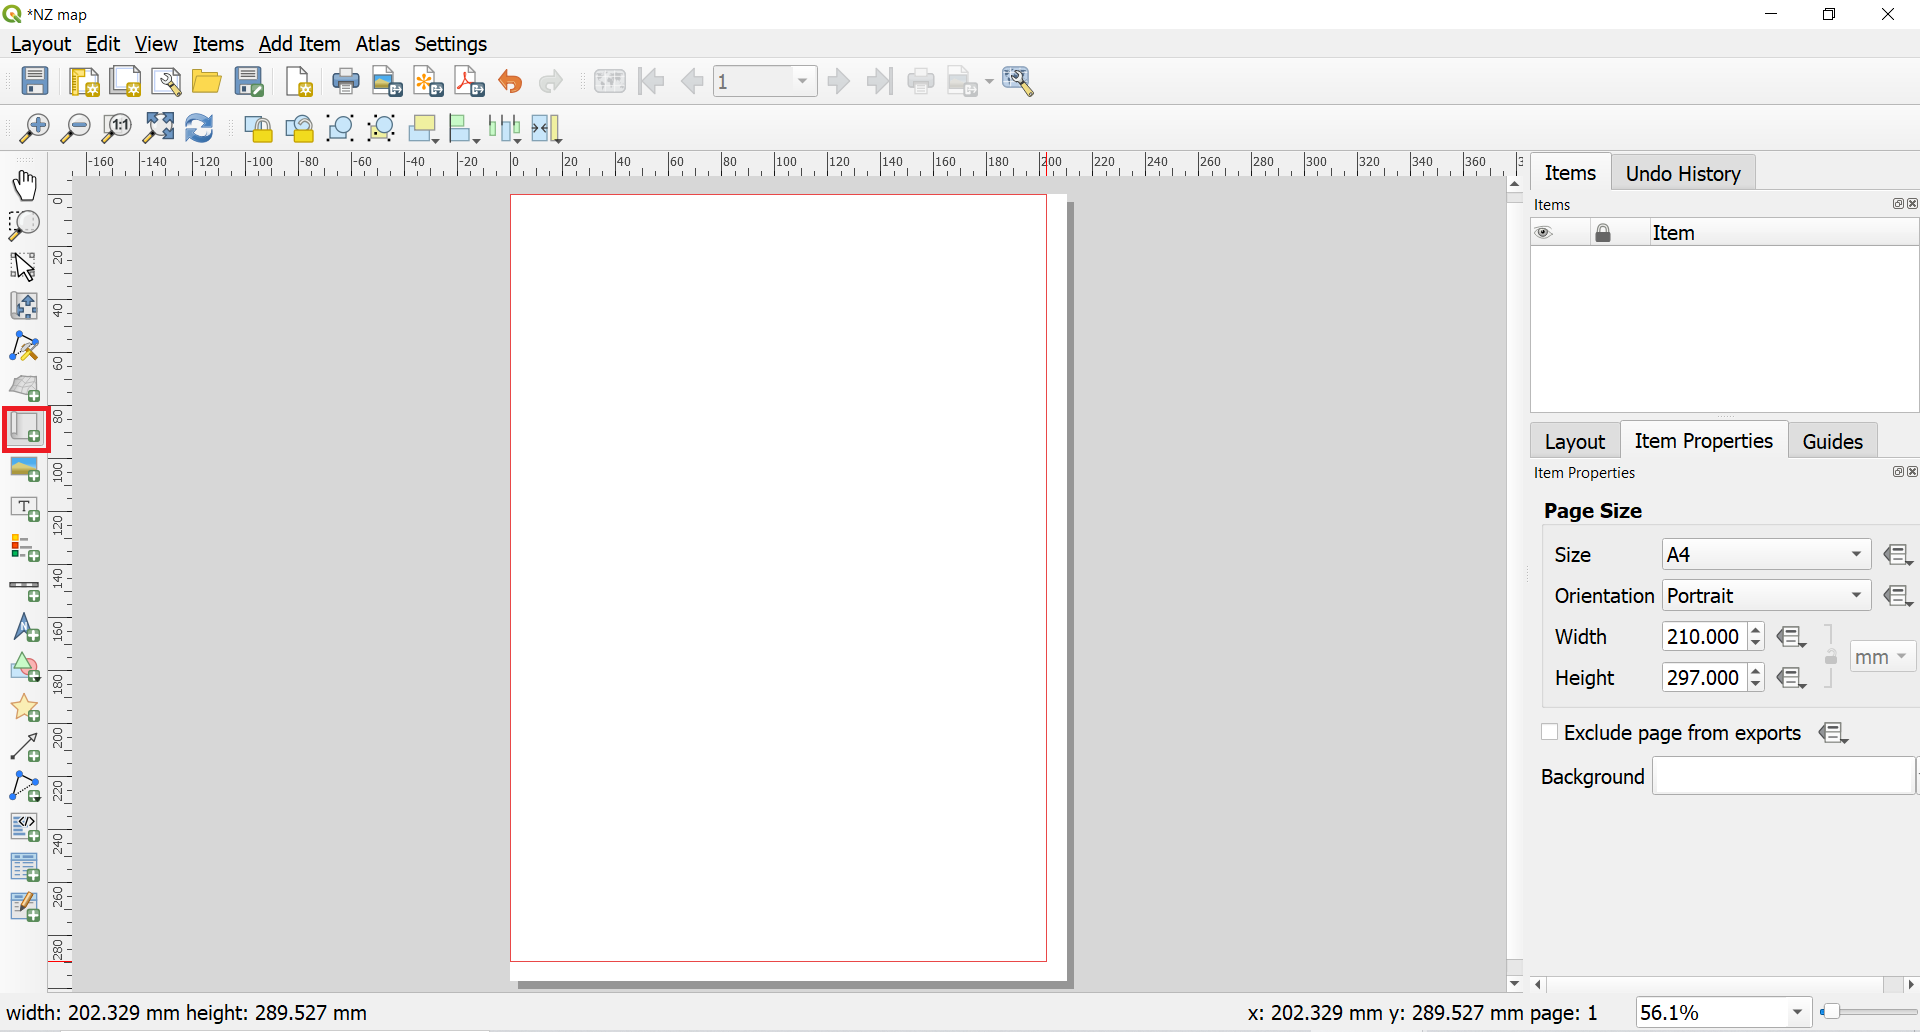 *NZ map
Layout Edit View Items Add Item Atlas Settings
1
1:1
-160 -140 -120 -100 -80 -60 -40 -20 0 20 40 60 80 100 120 140 160 180 200 220 240 260 280 300 320 340 360 3
0
20
40
60
80
100
120
140
160
180
200
220
240
260
280
T
N
</>
Items Undo History
Items
Item
Layout Item Properties Guides
Item Properties
Page Size
Size A4
Orientation Portrait
Width 210.000
mm
Height 297.000
Exclude page from exports
Background
width: 202.329 mm height: 289.527 mm x: 202.329 mm y: 289.527 mm page: 1 56.1%